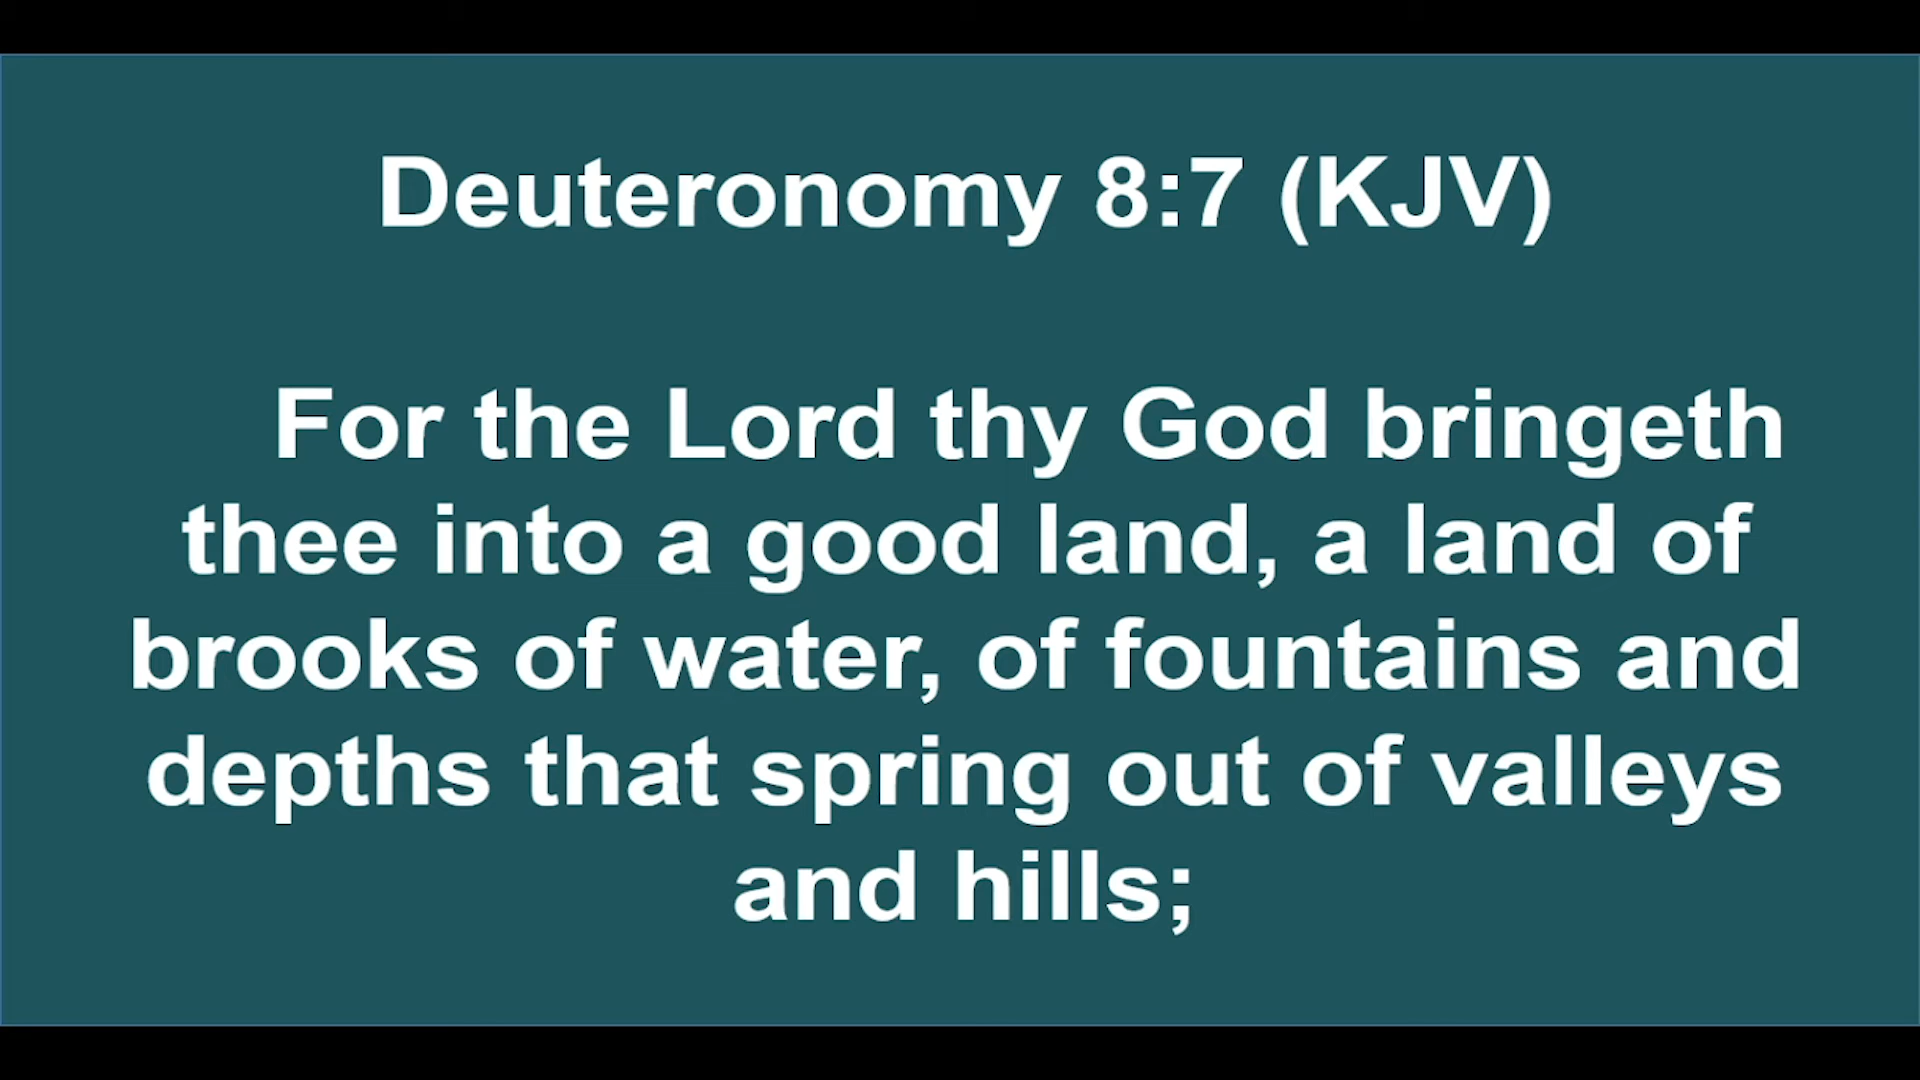 Deuteronomy 8:7 (KJV)
For the Lord thy God bringeth
thee into a good land, a land of
brooks of water, of fountains and
depths that spring out of valleys
and hills;